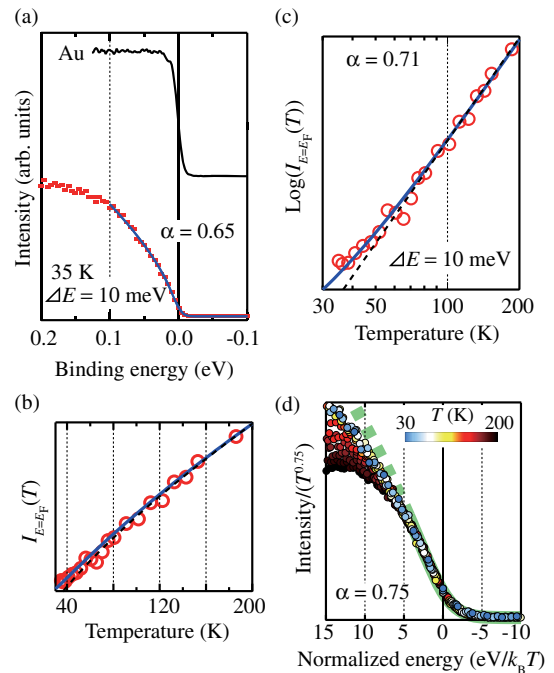 (a)
Au
Intensity (arb. units)
α = 0.65
35 K
ΔE = 10 meV
0.2 0.1 0.0 -0.1
Binding energy (eV)
(c)
α = 0.71
Log(I_{E=E_F}(T))
ΔE = 10 meV
30 50 100 200
Temperature (K)
(b)
I_{E=E_F}(T)
40 80 120 160 200
Temperature (K)
(d)
T (K)
30 200
Intensity/(T^{0.75})
α = 0.75
15 10 5 0 -5 -10
Normalized energy (eV/k_BT)